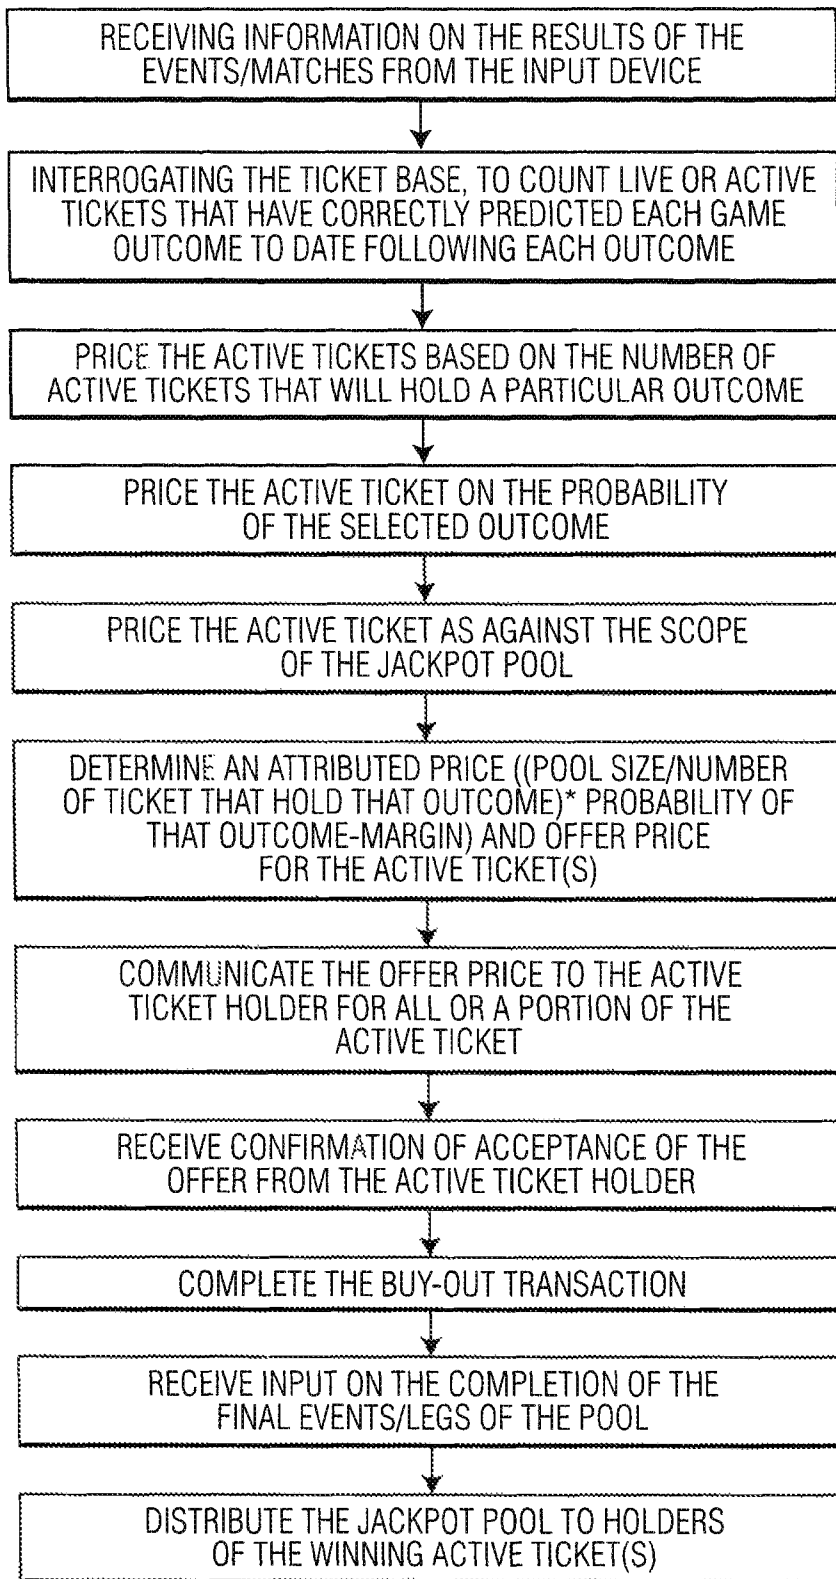 RECEIVING INFORMATION ON THE RESULTS OF THE
EVENTS/MATCHES FROM THE INPUT DEVICE
INTERROGATING THE TICKET BASE, TO COUNT LIVE OR ACTIVE
TICKETS THAT HAVE CORRECTLY PREDICTED EACH GAME
OUTCOME TO DATE FOLLOWING EACH OUTCOME
PRICE THE ACTIVE TICKETS BASED ON THE NUMBER OF
ACTIVE TICKETS THAT WILL HOLD A PARTICULAR OUTCOME
PRICE THE ACTIVE TICKET ON THE PROBABILITY
OF THE SELECTED OUTCOME
PRICE THE ACTIVE TICKET AS AGAINST THE SCOPE
OF THE JACKPOT POOL
DETERMINE AN ATTRIBUTED PRICE ((POOL SIZE/NUMBER
OF TICKET THAT HOLD THAT OUTCOME)* PROBABILITY OF
THAT OUTCOME-MARGIN) AND OFFER PRICE
FOR THE ACTIVE TICKET(S)
COMMUNICATE THE OFFER PRICE TO THE ACTIVE
TICKET HOLDER FOR ALL OR A PORTION OF THE
ACTIVE TICKET
RECEIVE CONFIRMATION OF ACCEPTANCE OF THE
OFFER FROM THE ACTIVE TICKET HOLDER
COMPLETE THE BUY-OUT TRANSACTION
RECEIVE INPUT ON THE COMPLETION OF THE
FINAL EVENTS/LEGS OF THE POOL
DISTRIBUTE THE JACKPOT POOL TO HOLDERS
OF THE WINNING ACTIVE TICKET(S)